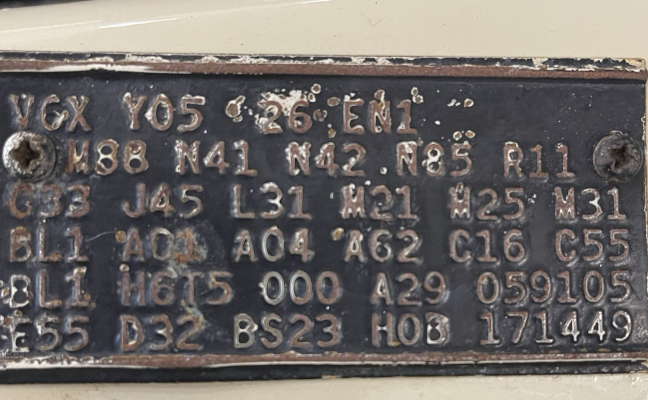 VGX Y05 26 EN1
M88 N41 N42 N85 R11
G33 J45 L31 M21 M25 M31
BL1 A01 A04 A62 C16 C55
BL1 H6T5 000 A29 059105
E55 D32 BS23 H0B 171449